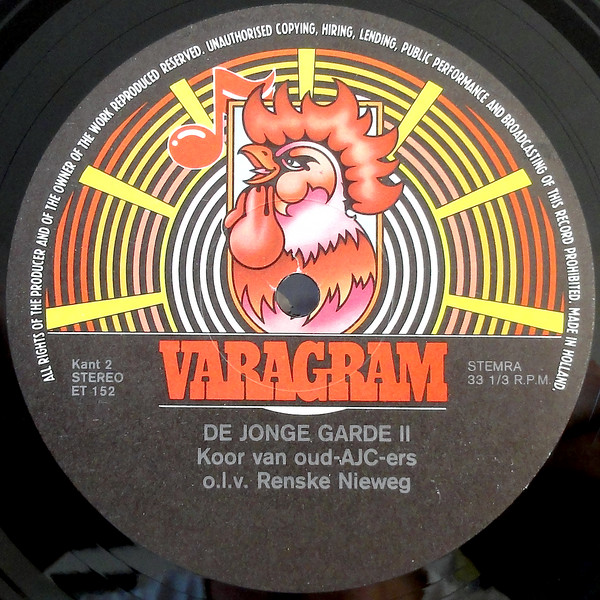 ALL RIGHTS OF THE PRODUCER AND OF THE OWNER OF THE WORK REPRODUCED RESERVED. UNAUTHORISED COPYING, HIRING, LENDING, PUBLIC PERFORMANCE AND BROADCASTING OF THIS RECORD PROHIBITED. MADE IN HOLLAND.
Kant 2
STEREO
ET 152
VARAGRAM
STEMRA
33 1/3 R.P.M.
DE JONGE GARDE II
Koor van oud-AJC-ers
o.l.v. Renske Nieweg